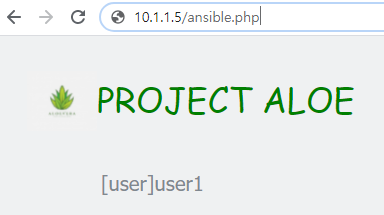 10.1.1.5/ansible.php
PROJECT ALOE
[user]user1